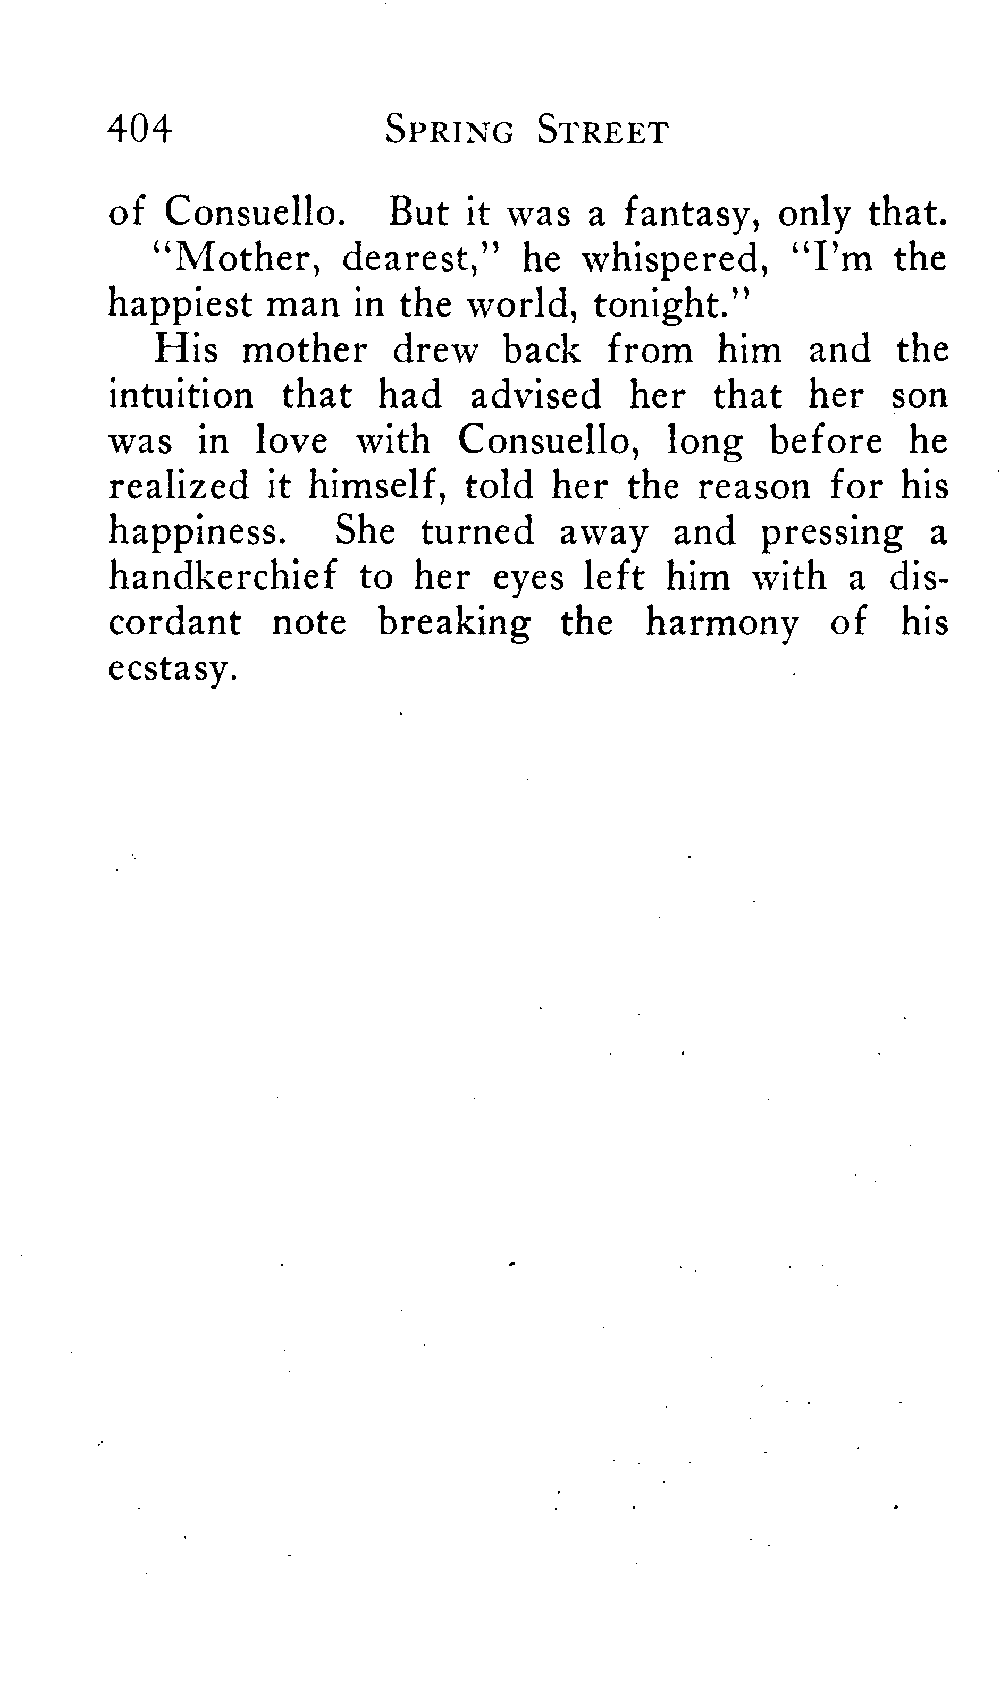 404 SPRING STREET
of Consuello. But it was a fantasy, only that.
“Mother, dearest,” he whispered, “I’m the
happiest man in the world, tonight.”
His mother drew back from him and the
intuition that had advised her that her son
was in love with Consuello, long before he
realized it himself, told her the reason for his
happiness. She turned away and pressing a
handkerchief to her eyes left him with a dis-
cordant note breaking the harmony of his
ecstasy.